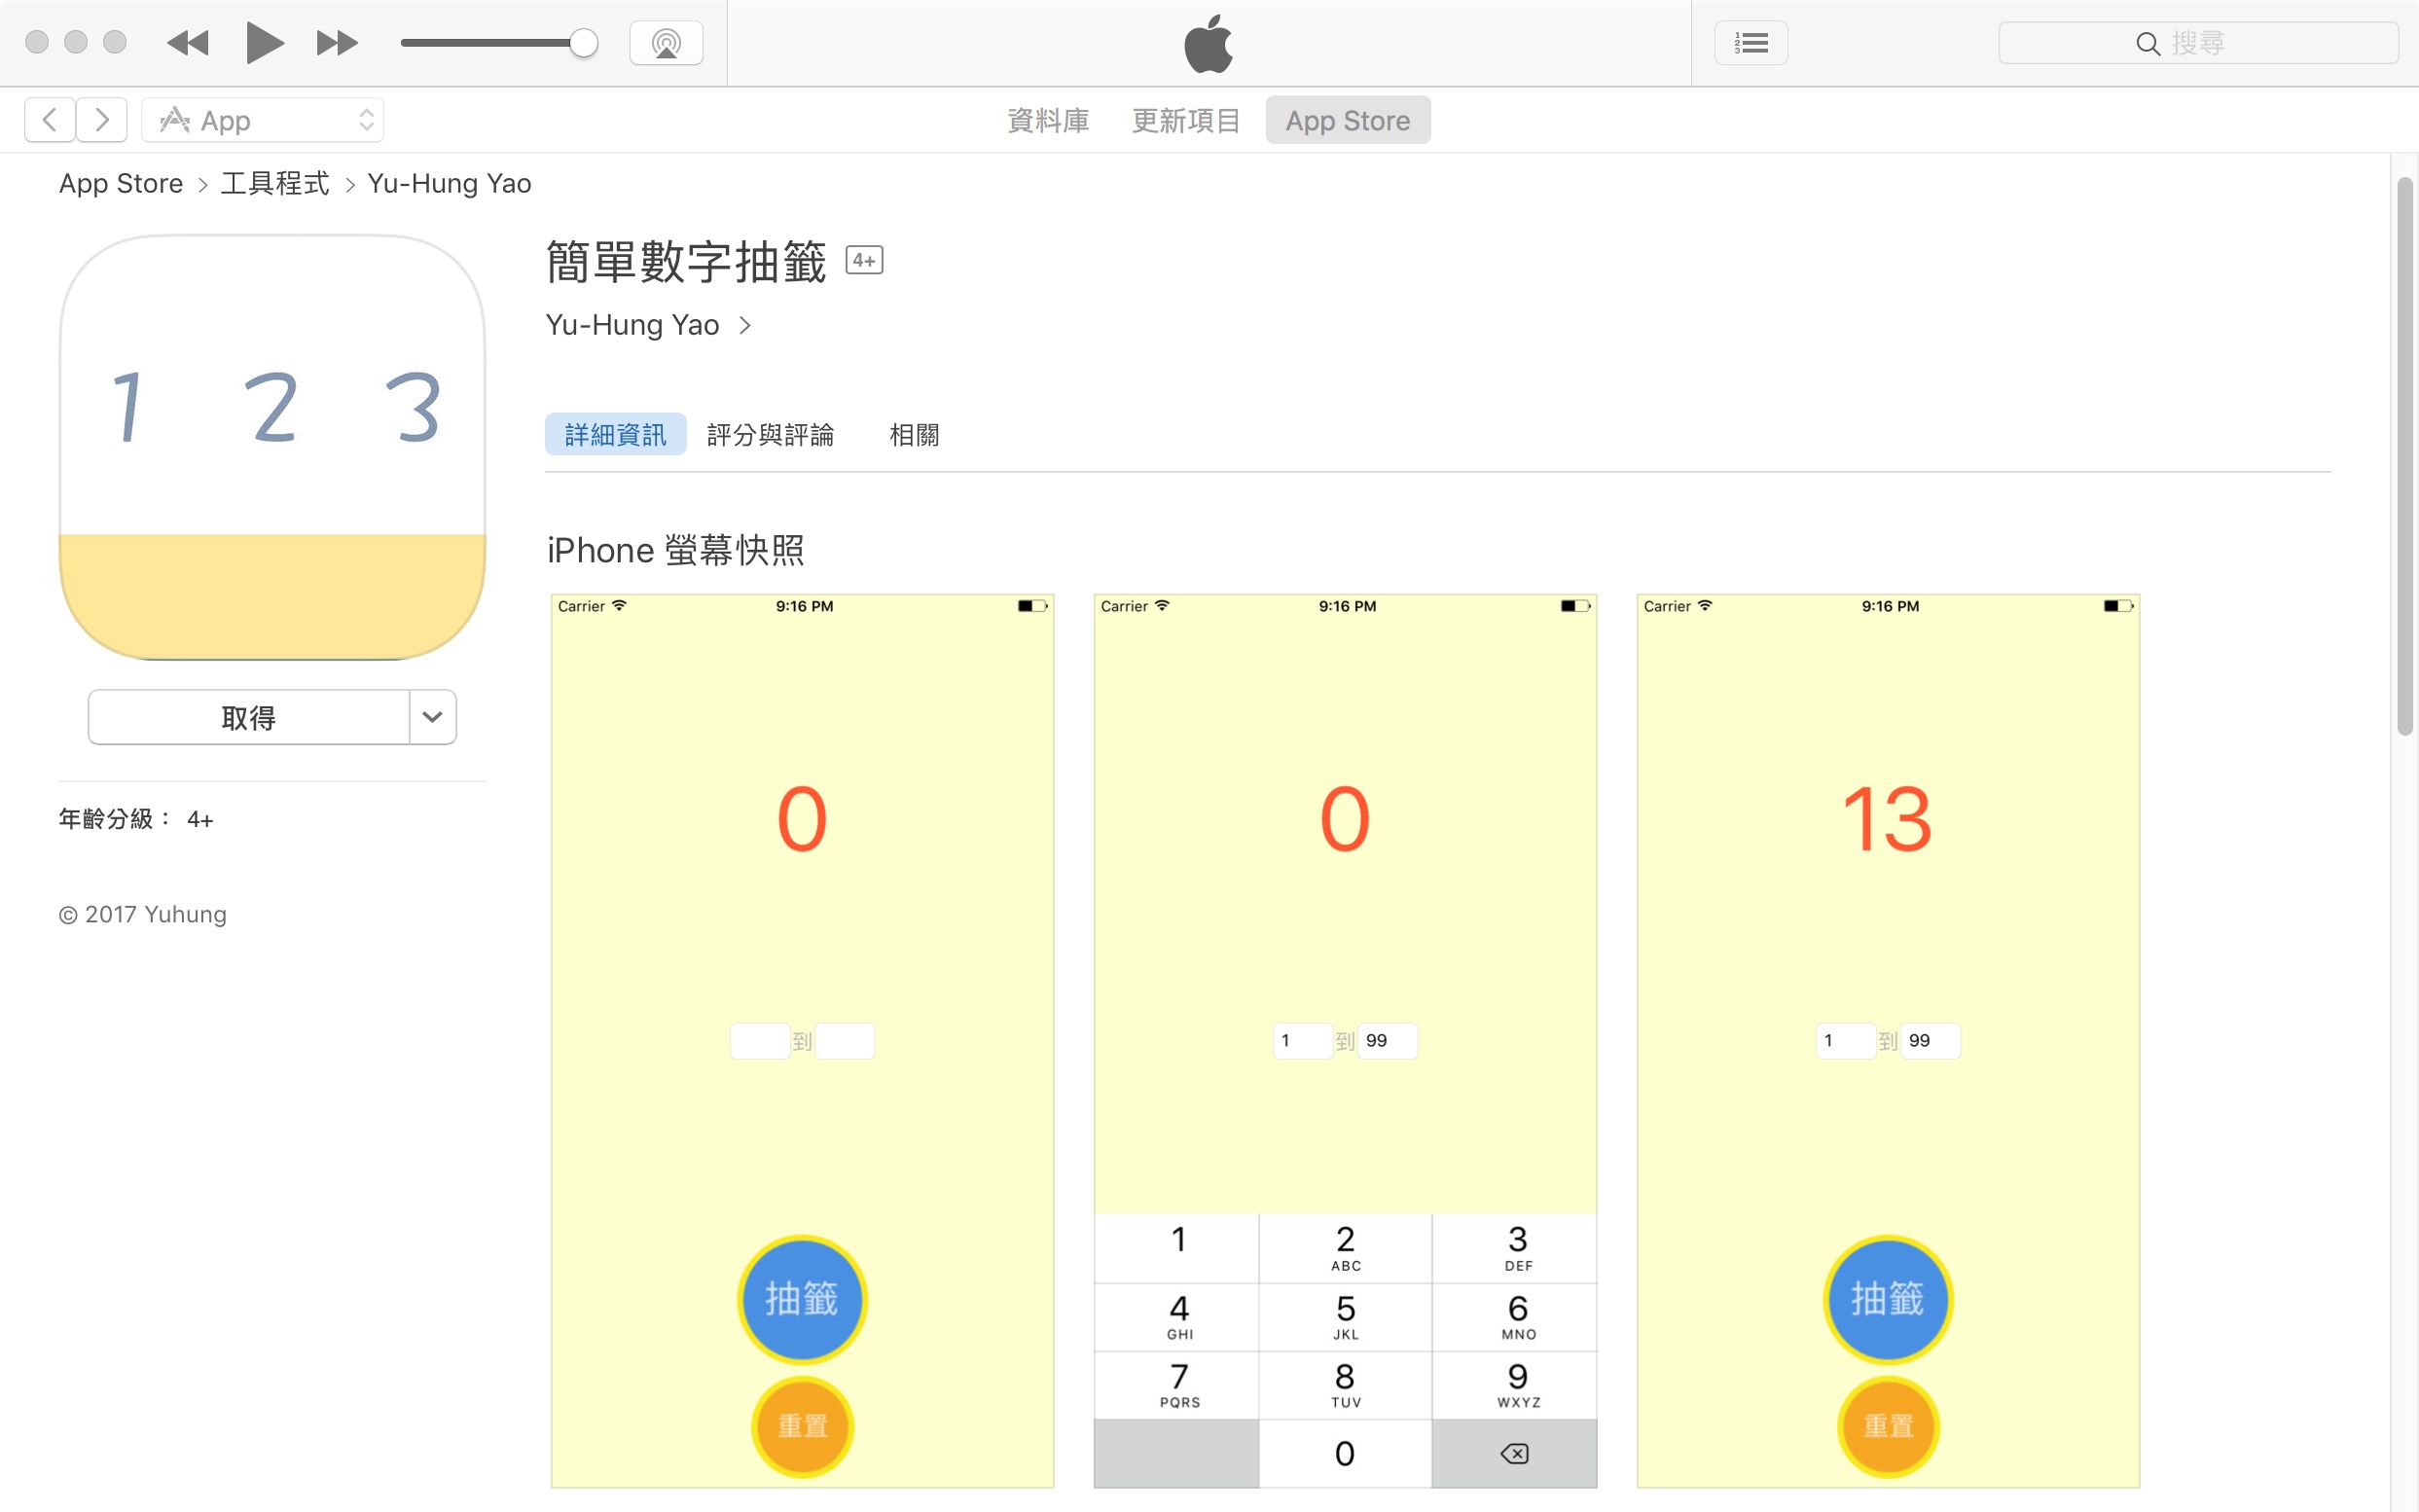 搜尋
App
資料庫 更新項目 App Store
App Store > 工具程式 > Yu-Hung Yao
1 2 3
簡單數字抽籤 4+
Yu-Hung Yao >
詳細資訊 評分與評論 相關
取得
年齡分級： 4+
© 2017 Yuhung
iPhone 螢幕快照
Carrier 9:16 PM
0
到
抽籤
重置
Carrier 9:16 PM
0
1 到 99
1 2 3
ABC DEF
4 5 6
GHI JKL MNO
7 8 9
PQRS TUV WXYZ
0
Carrier 9:16 PM
13
1 到 99
抽籤
重置